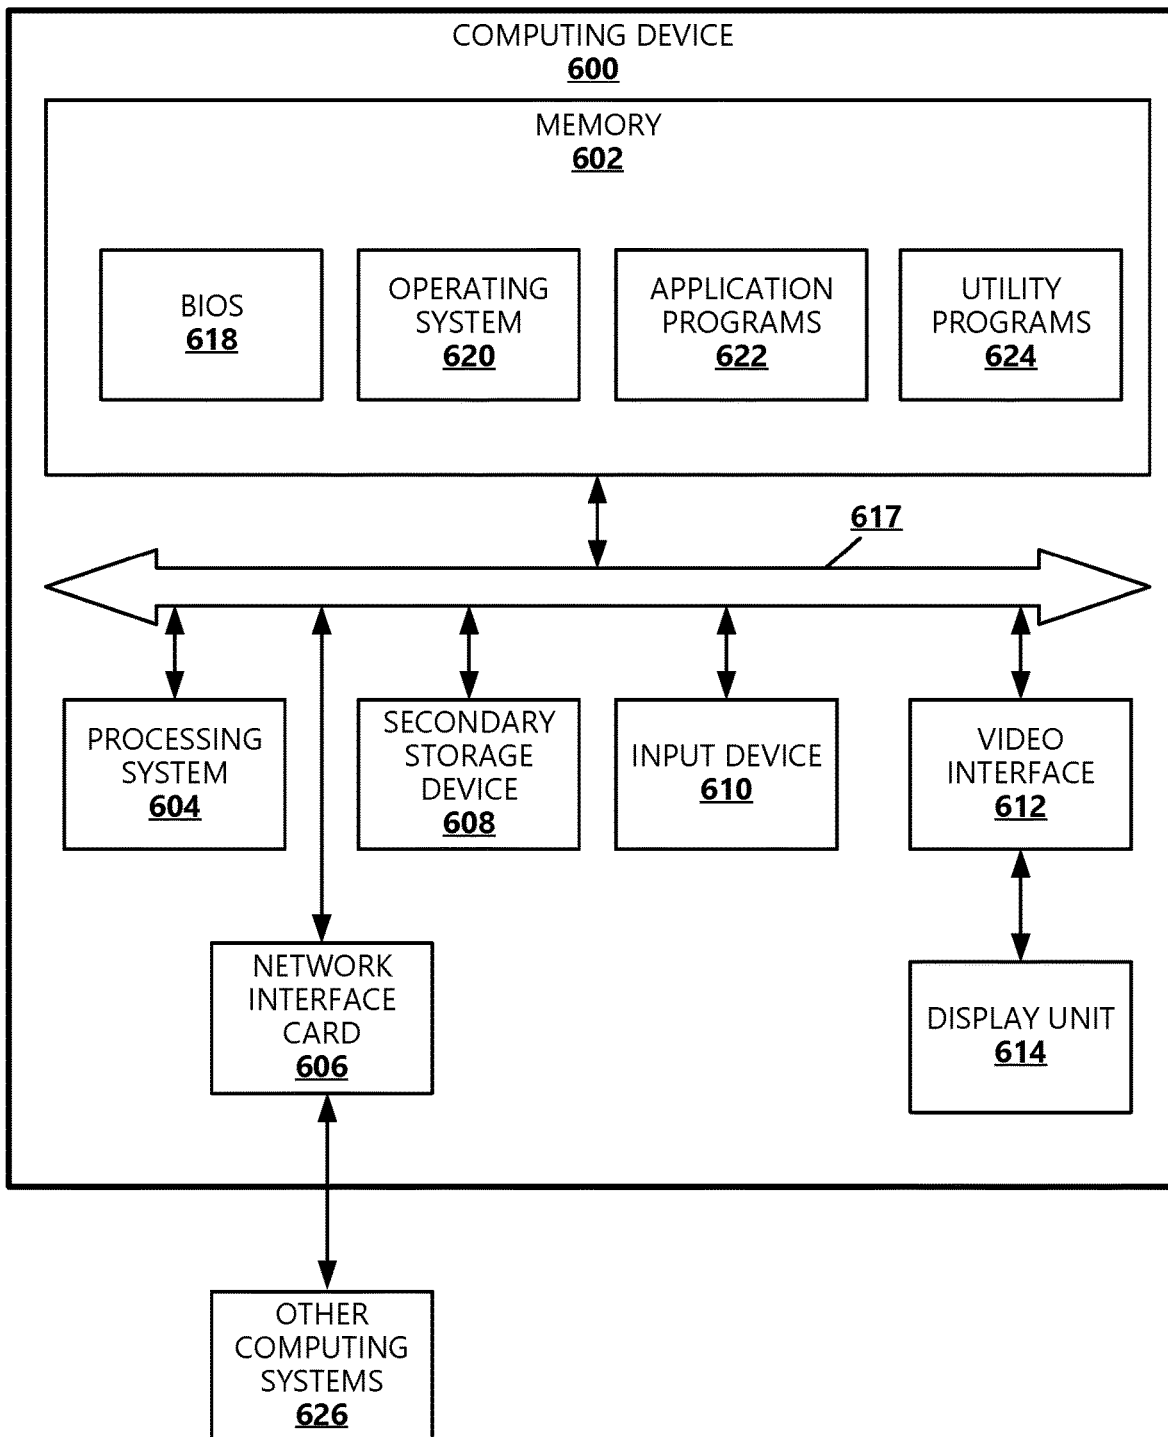 COMPUTING DEVICE
600
MEMORY
602
BIOS
618
OPERATING
SYSTEM
620
APPLICATION
PROGRAMS
622
UTILITY
PROGRAMS
624
617
PROCESSING
SYSTEM
604
SECONDARY
STORAGE
DEVICE
608
INPUT DEVICE
610
VIDEO
INTERFACE
612
NETWORK
INTERFACE
CARD
606
DISPLAY UNIT
614
OTHER
COMPUTING
SYSTEMS
626